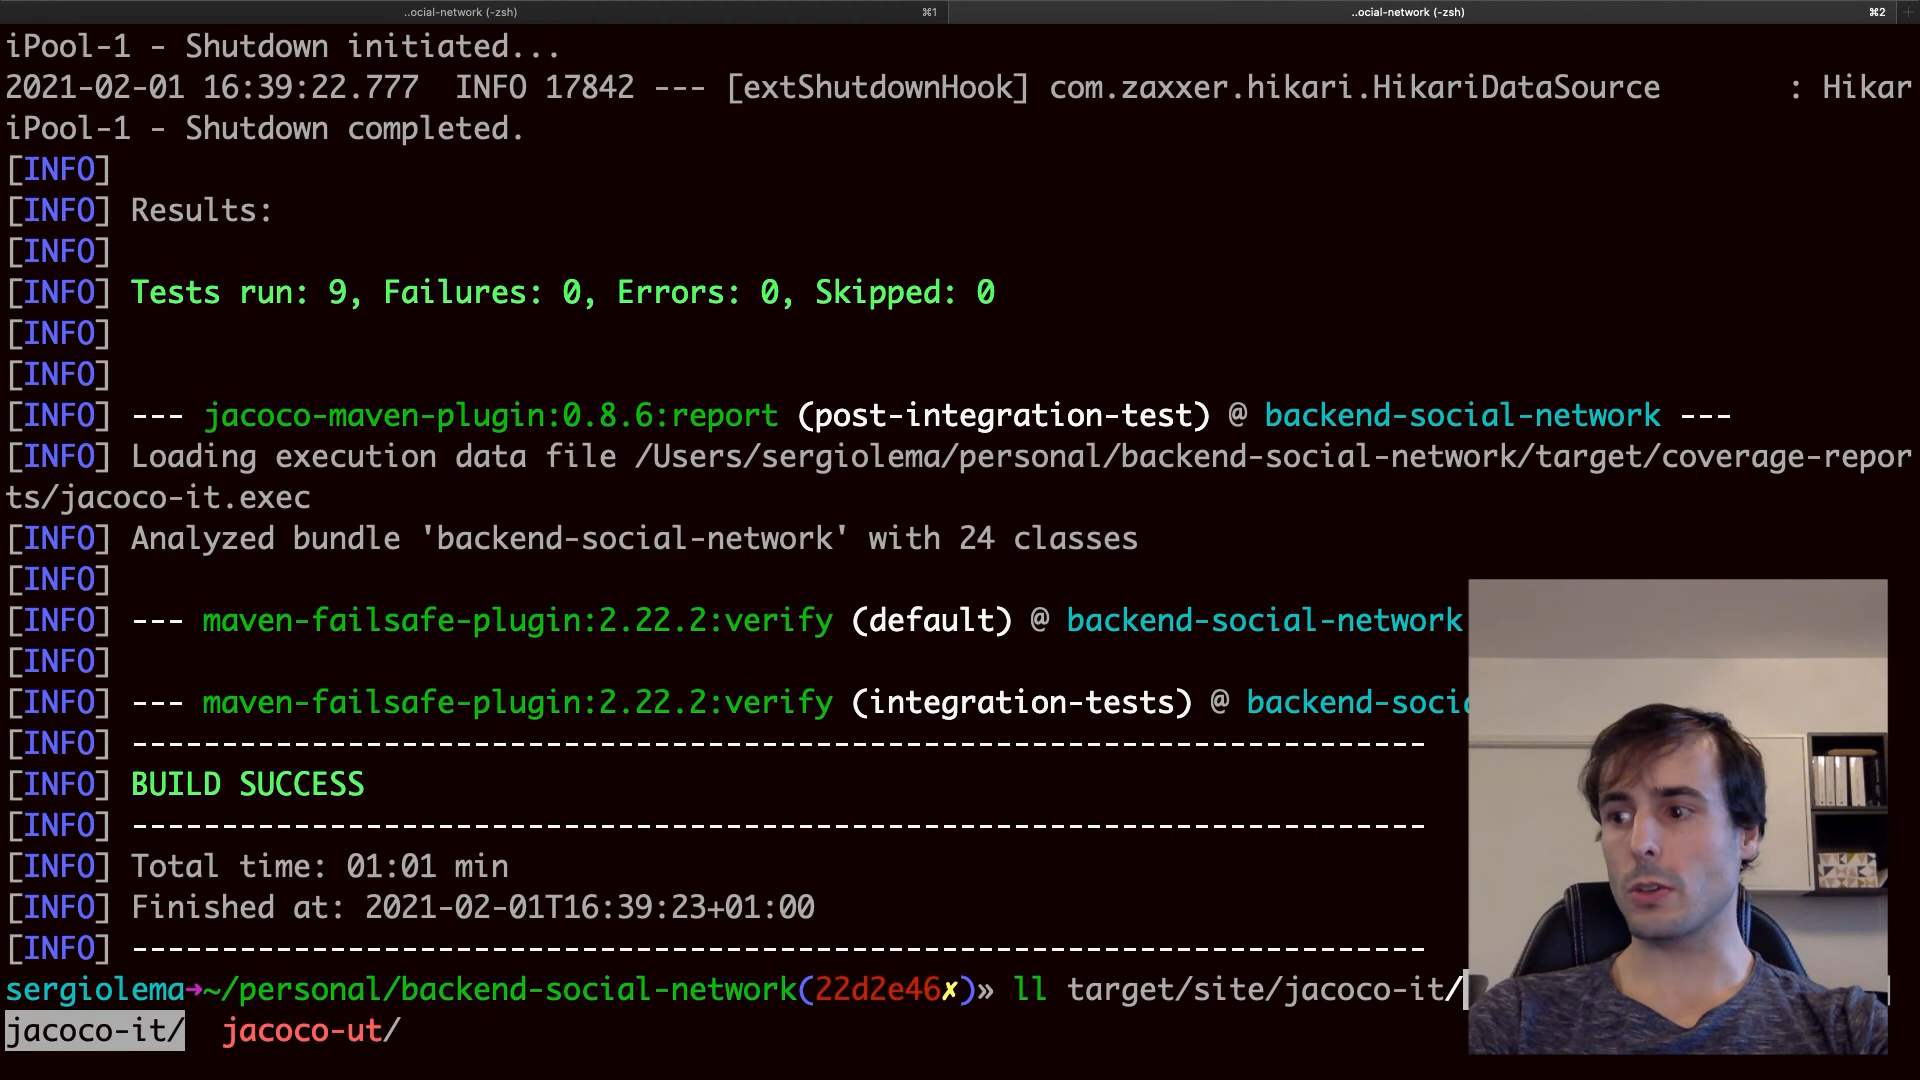 ..ocial-network (-zsh) ⌘1 ..ocial-network (-zsh) ⌘2
iPool-1 - Shutdown initiated...
2021-02-01 16:39:22.777  INFO 17842 --- [extShutdownHook] com.zaxxer.hikari.HikariDataSource       : Hikar
iPool-1 - Shutdown completed.
[INFO]
[INFO] Results:
[INFO]
[INFO] Tests run: 9, Failures: 0, Errors: 0, Skipped: 0
[INFO]
[INFO]
[INFO] --- jacoco-maven-plugin:0.8.6:report (post-integration-test) @ backend-social-network ---
[INFO] Loading execution data file /Users/sergiolema/personal/backend-social-network/target/coverage-repor
ts/jacoco-it.exec
[INFO] Analyzed bundle 'backend-social-network' with 24 classes
[INFO]
[INFO] --- maven-failsafe-plugin:2.22.2:verify (default) @ backend-social-network
[INFO]
[INFO] --- maven-failsafe-plugin:2.22.2:verify (integration-tests) @ backend-soci
[INFO] ------------------------------------------------------------------------
[INFO] BUILD SUCCESS
[INFO] ------------------------------------------------------------------------
[INFO] Total time: 01:01 min
[INFO] Finished at: 2021-02-01T16:39:23+01:00
[INFO] ------------------------------------------------------------------------
sergiolema➜~/personal/backend-social-network(22d2e46✗)» ll target/site/jacoco-it/
jacoco-it/  jacoco-ut/